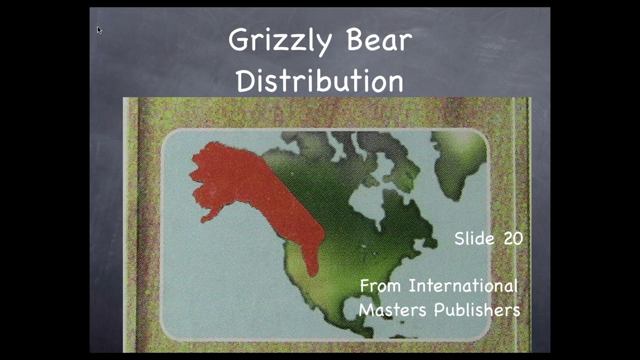 Grizzly Bear
Distribution
Slide 20
From International
Masters Publishers